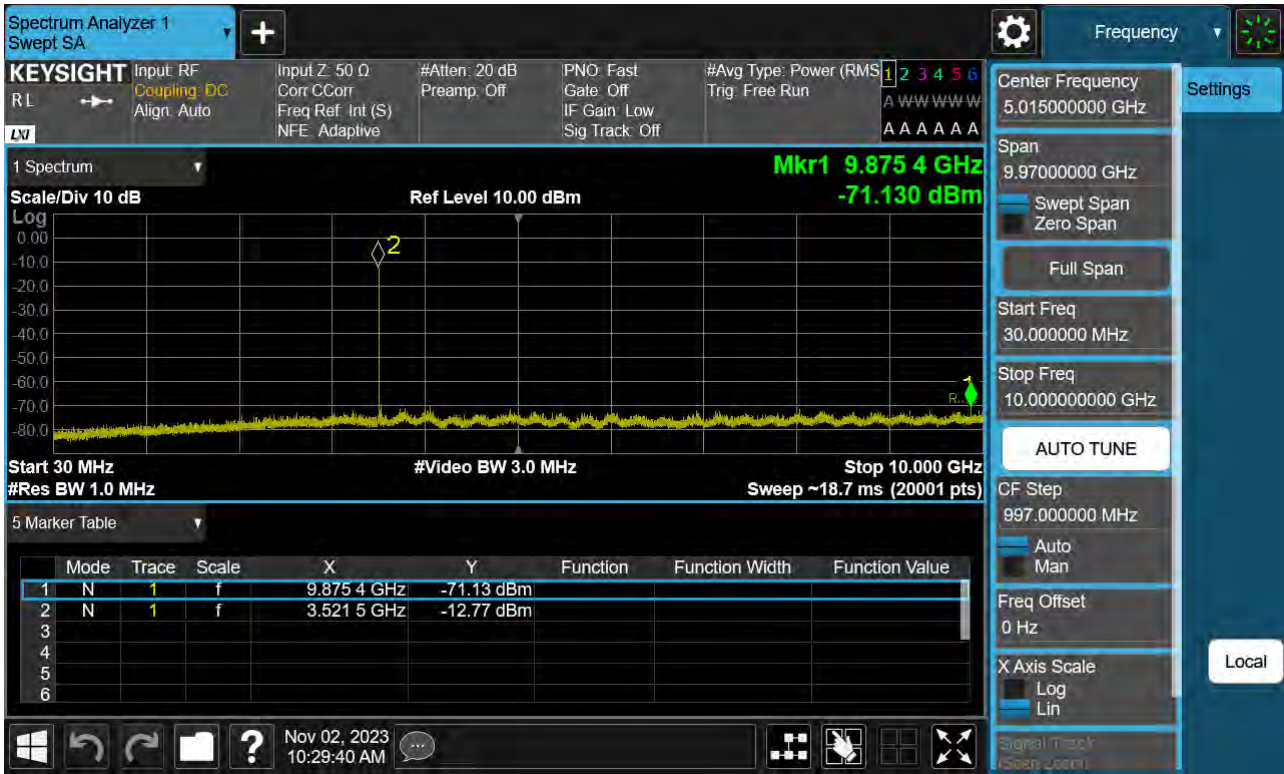 Spectrum Analyzer 1
Swept SA
+
Frequency
KEYSIGHT
RL
LXI
Input: RF
Coupling: DC
Align: Auto
Input Z: 50 Ω
Corr CCorr
Freq Ref: Int (S)
NFE: Adaptive
#Atten: 20 dB
Preamp: Off
PNO: Fast
Gate: Off
IF Gain: Low
Sig Track: Off
#Avg Type: Power (RMS
Trig: Free Run
1 2 3 4 5 6
A W W W W W
A A A A A A
1 Spectrum
Scale/Div 10 dB
Ref Level 10.00 dBm
Mkr1 9.875 4 GHz
-71.130 dBm
Log
0.00
-10.0
-20.0
-30.0
-40.0
-50.0
-60.0
-70.0
-80.0
2
1
R...
Start 30 MHz
#Video BW 3.0 MHz
Stop 10.000 GHz
#Res BW 1.0 MHz
Sweep ~18.7 ms (20001 pts)
5 Marker Table
Mode Trace Scale X Y Function Function Width Function Value
1 N 1 f 9.875 4 GHz -71.13 dBm
2 N 1 f 3.521 5 GHz -12.77 dBm
3
4
5
6
Nov 02, 2023
10:29:40 AM
?
Center Frequency
5.015000000 GHz
Settings
Span
9.97000000 GHz
Swept Span
Zero Span
Full Span
Start Freq
30.000000 MHz
Stop Freq
10.000000000 GHz
AUTO TUNE
CF Step
997.000000 MHz
Auto
Man
Freq Offset
0 Hz
X Axis Scale
Log
Lin
Local
Signal Track
(Span Zoom)